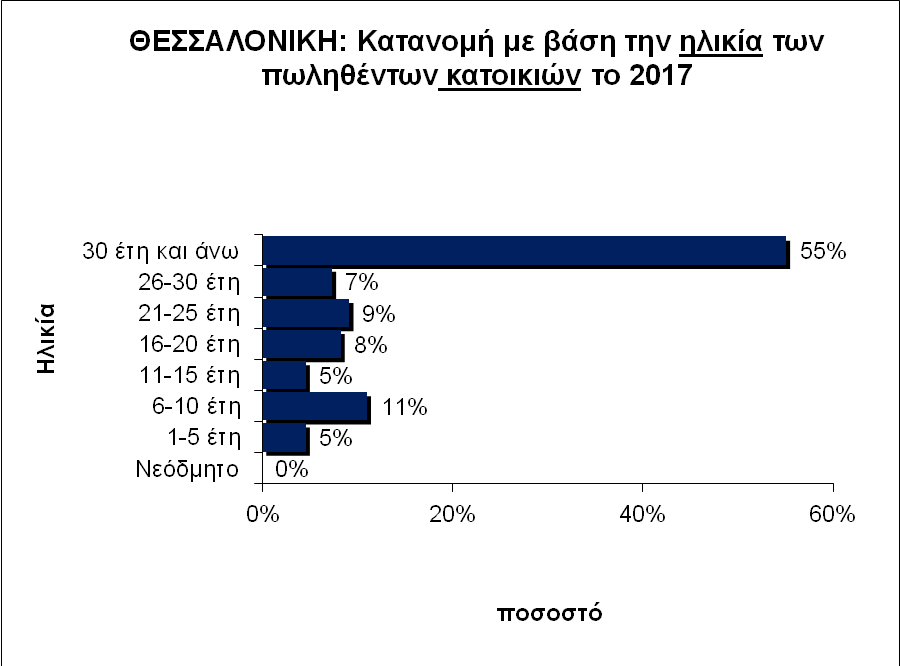 ΘΕΣΣΑΛΟΝΙΚΗ: Κατανομή με βάση την ηλικία των
πωληθέντων κατοικιών το 2017
Ηλικία
30 έτη και άνω 55%
26-30 έτη 7%
21-25 έτη 9%
16-20 έτη 8%
11-15 έτη 5%
6-10 έτη 11%
1-5 έτη 5%
Νεόδμητο 0%
0% 20% 40% 60%
ποσοστό